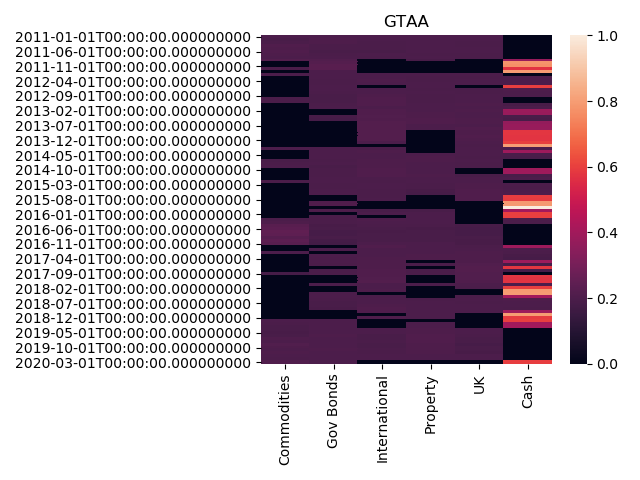 GTAA
2011-01-01T00:00:00.000000000
2011-06-01T00:00:00.000000000
2011-11-01T00:00:00.000000000
2012-04-01T00:00:00.000000000
2012-09-01T00:00:00.000000000
2013-02-01T00:00:00.000000000
2013-07-01T00:00:00.000000000
2013-12-01T00:00:00.000000000
2014-05-01T00:00:00.000000000
2014-10-01T00:00:00.000000000
2015-03-01T00:00:00.000000000
2015-08-01T00:00:00.000000000
2016-01-01T00:00:00.000000000
2016-06-01T00:00:00.000000000
2016-11-01T00:00:00.000000000
2017-04-01T00:00:00.000000000
2017-09-01T00:00:00.000000000
2018-02-01T00:00:00.000000000
2018-07-01T00:00:00.000000000
2018-12-01T00:00:00.000000000
2019-05-01T00:00:00.000000000
2019-10-01T00:00:00.000000000
2020-03-01T00:00:00.000000000
Commodities
Gov Bonds
International
Property
UK
Cash
1.0
0.8
0.6
0.4
0.2
0.0